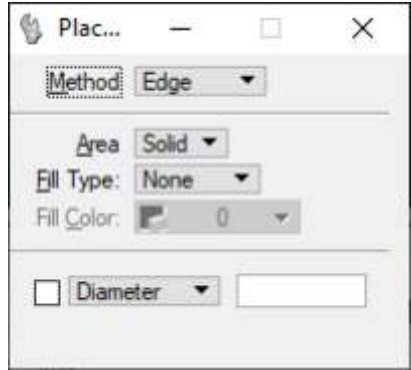 Plac...
Method Edge
Area Solid
Fill Type: None
Fill Color: 0
Diameter